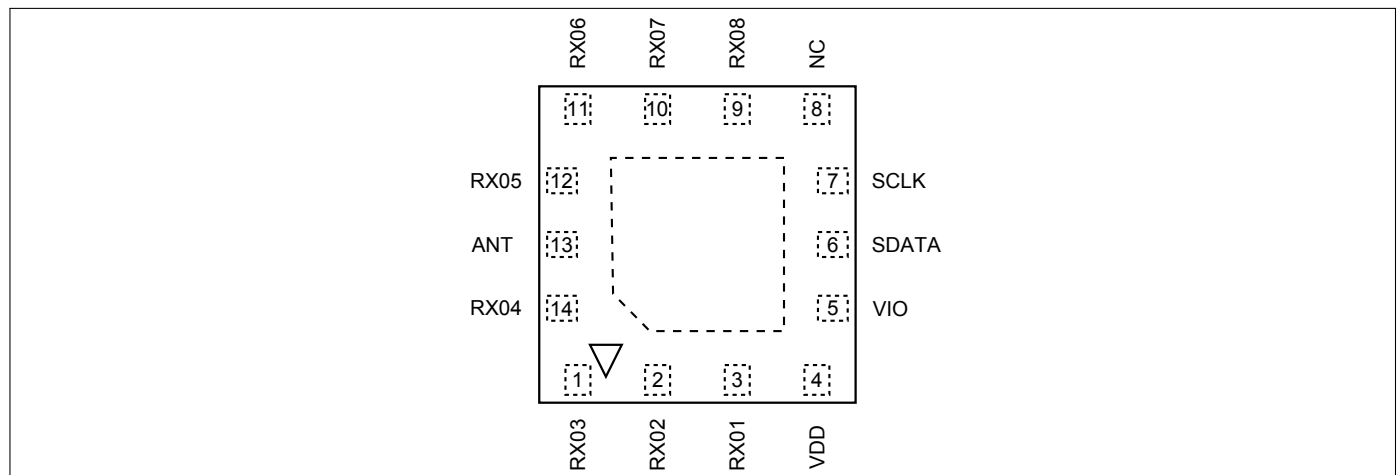 RX06 RX07 RX08 NC
11 10 9 8
RX05 12 7 SCLK
ANT 13 6 SDATA
RX04 14 5 VIO
1 2 3 4
RX03 RX02 RX01 VDD